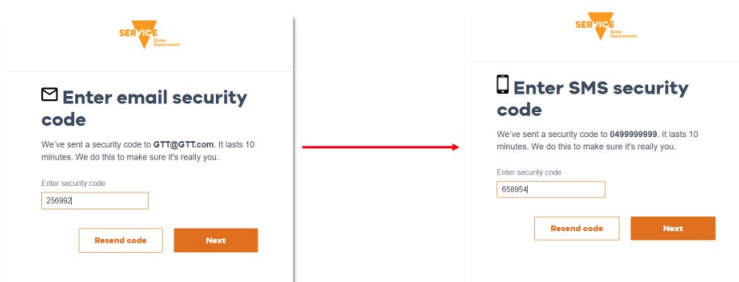 SERVICE
State
Government
Enter email security
code
We've sent a security code to GTT@GTT.com. It lasts 10
minutes. We do this to make sure it's really you.
Enter security code
256992
Resend code
Next
SERVICE
State
Government
Enter SMS security
code
We've sent a security code to 0499999999. It lasts 10
minutes. We do this to make sure it's really you.
Enter security code
658954
Resend code
Next